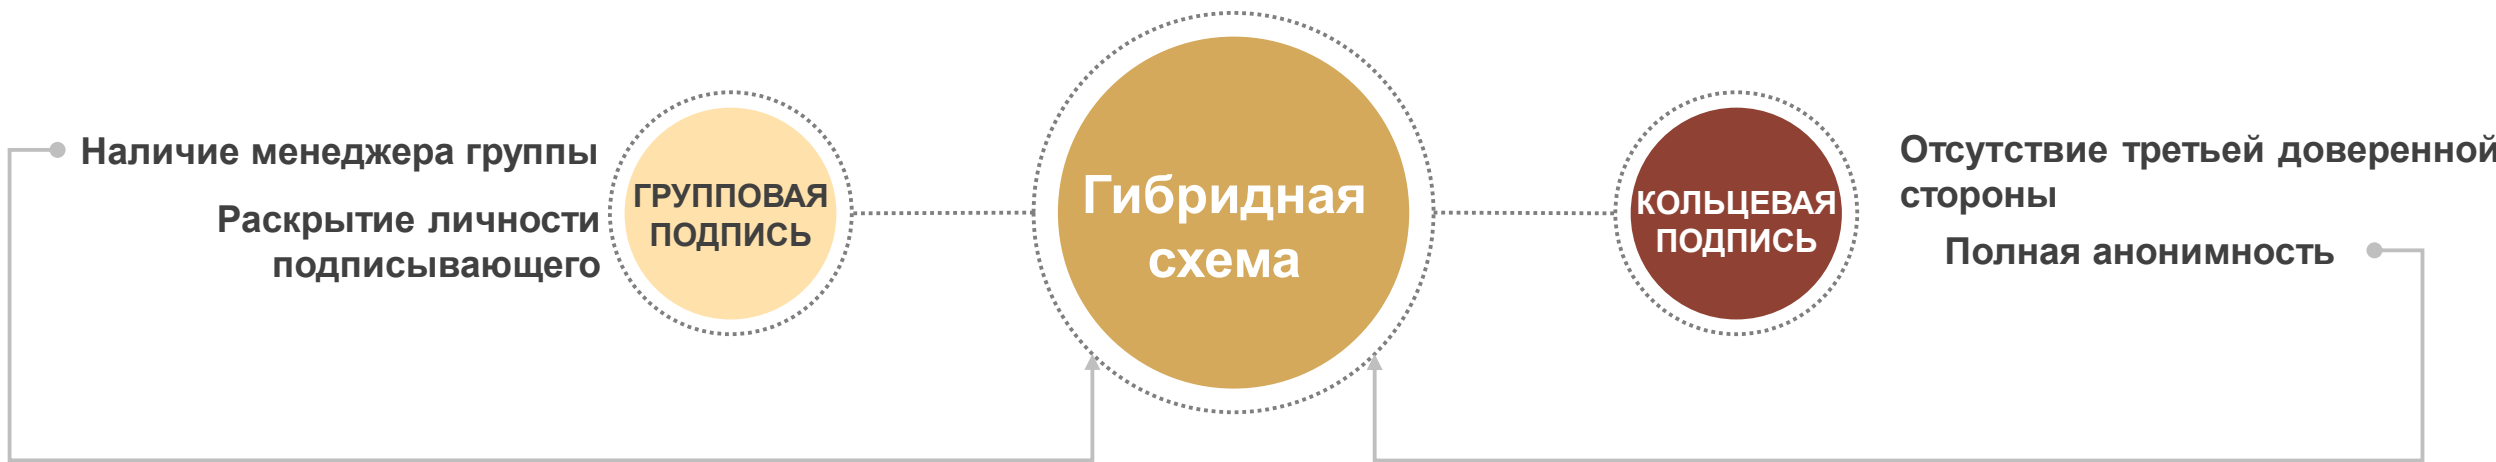 Наличие менеджера группы
Раскрытие личности
подписывающего
ГРУППОВАЯ
ПОДПИСЬ
Гибридная
схема
КОЛЬЦЕВАЯ
ПОДПИСЬ
Отсутствие третьей доверенной
стороны
Полная анонимность